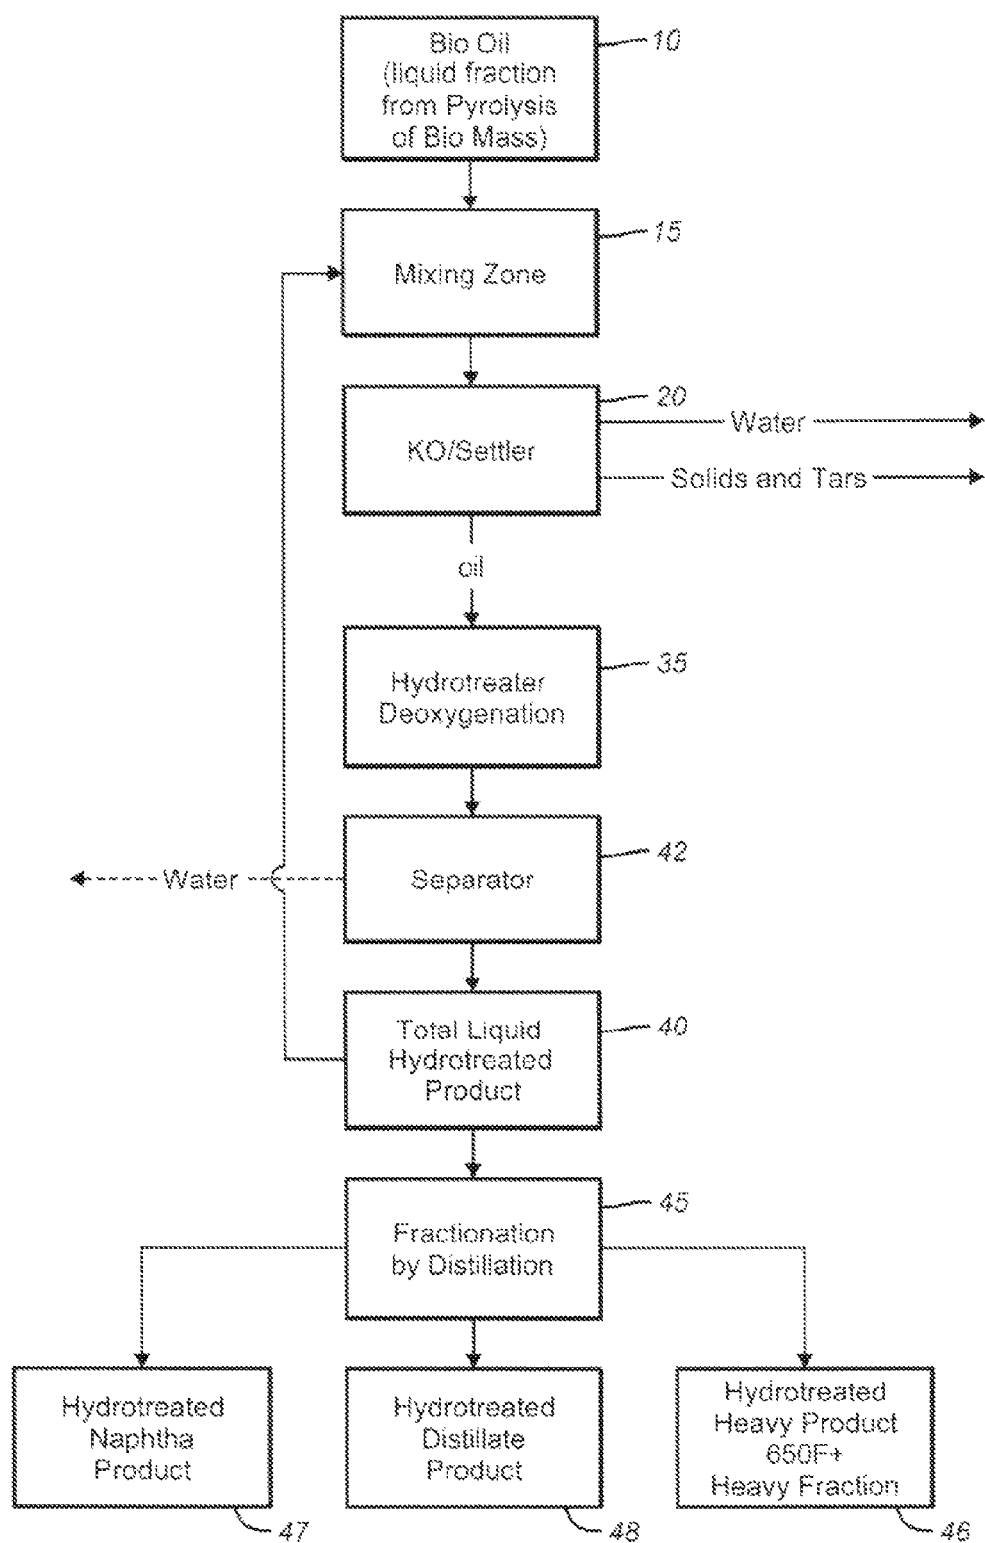 Bio Oil
(liquid fraction
from Pyrolysis
of Bio Mass)
10
Mixing Zone
15
KO/Settler
20
Water
Solids and Tars
oil
Hydrotreater
Deoxygenation
35
Separator
42
Water
Total Liquid
Hydrotreated
Product
40
Fractionation
by Distillation
45
Hydrotreated
Naphtha
Product
47
Hydrotreated
Distillate
Product
48
Hydrotreated
Heavy Product
650F+
Heavy Fraction
46